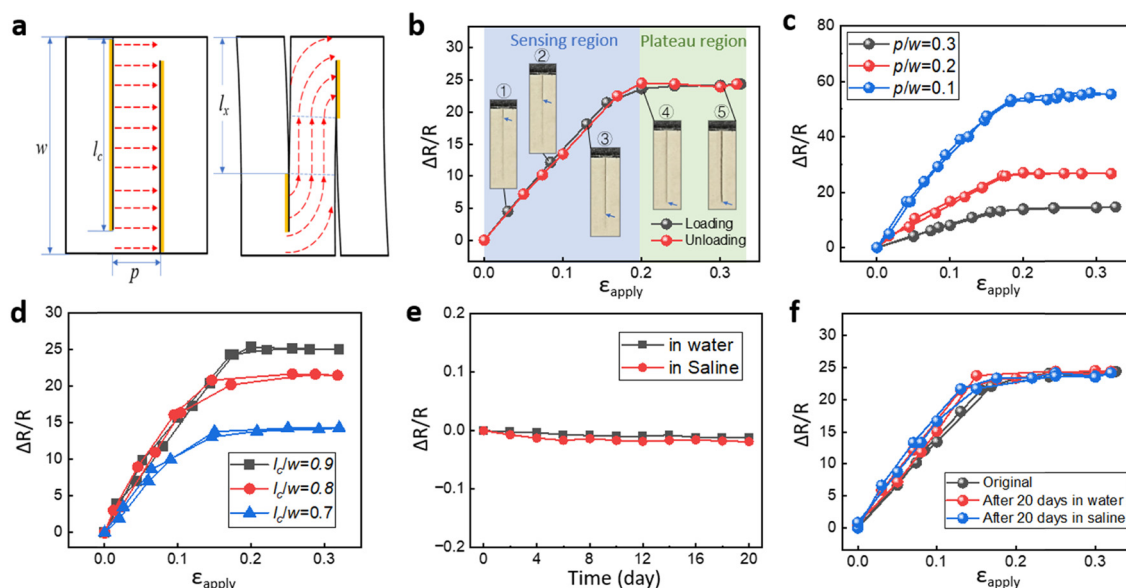 a
w
l_c
p
l_x
b
Sensing region
Plateau region
①
②
③
④
⑤
Loading
Unloading
ΔR/R
30
25
20
15
10
5
0
0.0 0.1 0.2 0.3
ε_apply
c
p/w=0.3
p/w=0.2
p/w=0.1
ΔR/R
80
60
40
20
0
0.0 0.1 0.2 0.3
ε_apply
d
ΔR/R
30
25
20
15
10
5
0
l_c/w=0.9
l_c/w=0.8
l_c/w=0.7
0.0 0.1 0.2 0.3
ε_apply
e
in water
in Saline
ΔR/R
0.2
0.1
0.0
−0.1
−0.2
0 4 8 12 16 20
Time (day)
f
ΔR/R
30
25
20
15
10
5
0
Original
After 20 days in water
After 20 days in saline
0.0 0.1 0.2 0.3
ε_apply